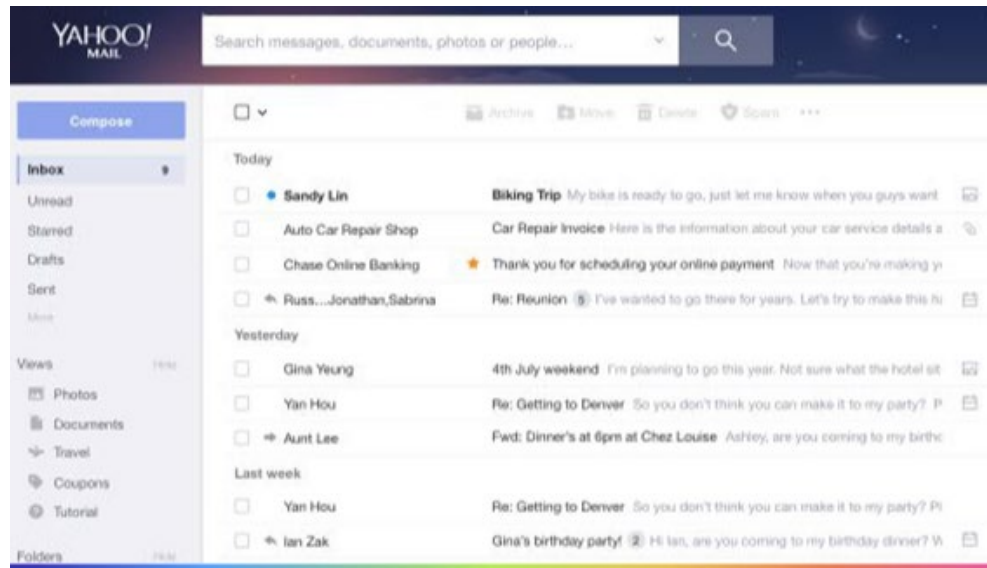 YAHOO!
MAIL
Search messages, documents, photos or people...
Compose
Archive Move Delete Spam
Inbox 9
Unread
Starred
Drafts
Sent
More
Views Hide
Photos
Documents
Travel
Coupons
Tutorial
Folders Hide
Today
Sandy Lin Biking Trip My bike is ready to go, just let me know when you guys want
Auto Car Repair Shop Car Repair Invoice Here is the information about your car service details a
Chase Online Banking Thank you for scheduling your online payment Now that you're making yo
Russ...Jonathan,Sabrina Re: Reunion 5 I've wanted to go there for years. Let's try to make this ha
Yesterday
Gina Yeung 4th July weekend I'm planning to go this year. Not sure what the hotel sit
Yan Hou Re: Getting to Denver So you don't think you can make it to my party? P
Aunt Lee Fwd: Dinner's at 6pm at Chez Louise Ashley, are you coming to my birthd
Last week
Yan Hou Re: Getting to Denver So you don't think you can make it to my party? Pl
Ian Zak Gina's birthday party! 2 Hi Ian, are you coming to my birthday dinner? W